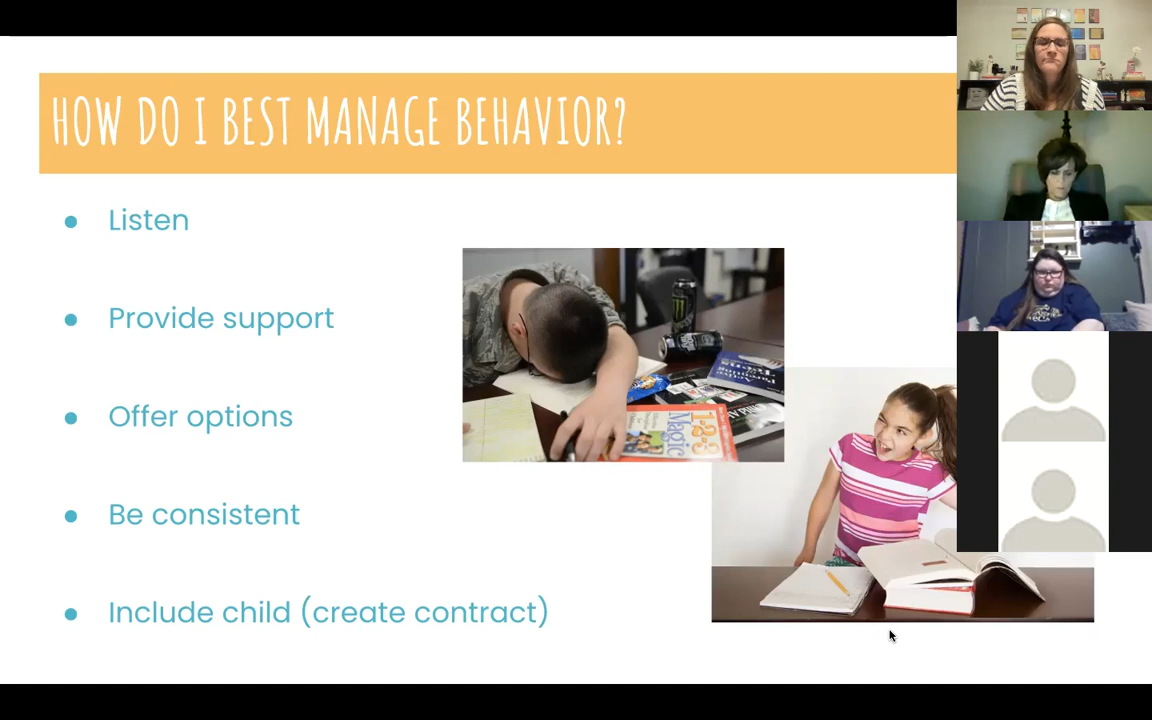 HOW DO I BEST MANAGE BEHAVIOR?
Listen
Provide support
Offer options
Be consistent
Include child (create contract)
1-2-3
Magic